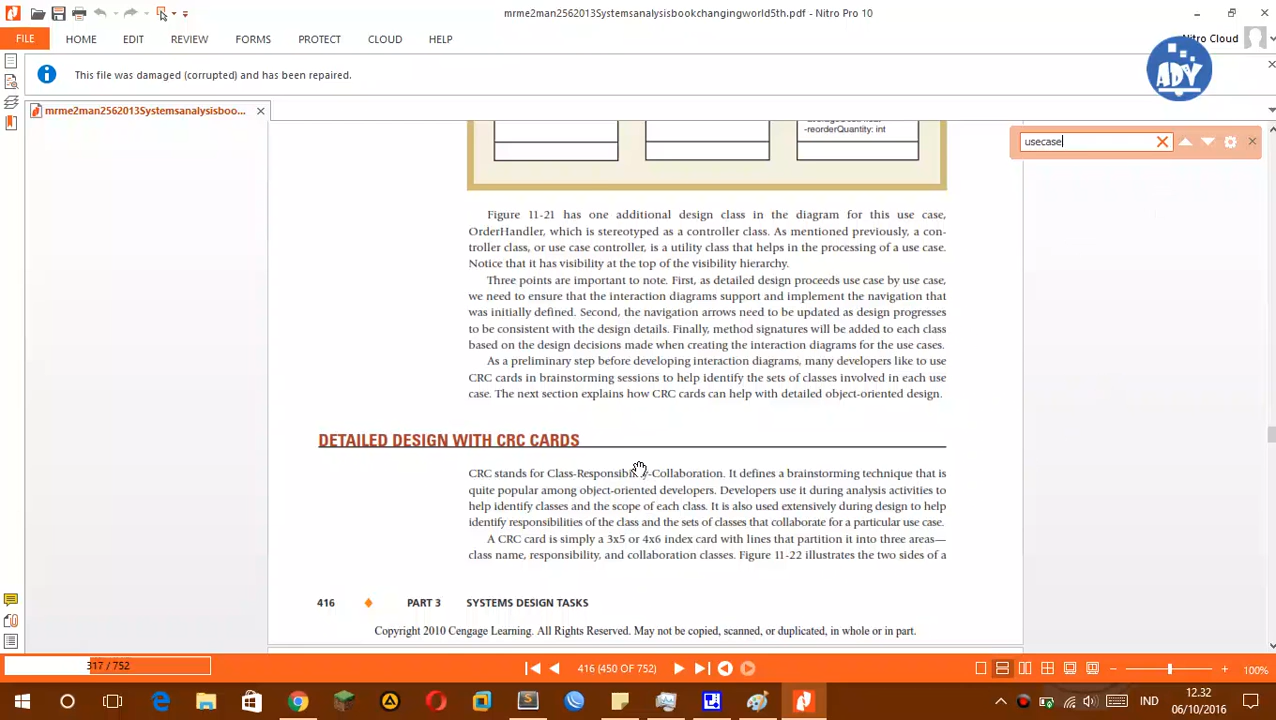 mrme2man2562013Systemsanalysisbookchangingworld5th.pdf - Nitro Pro 10
FILE HOME EDIT REVIEW FORMS PROTECT CLOUD HELP Nitro Cloud
This file was damaged (corrupted) and has been repaired.
ADY
mrme2man2562013Systemsanalysisboo...
usecase
-reorderQuantity: int
Figure 11-21 has one additional design class in the diagram for this use case,
OrderHandler, which is stereotyped as a controller class. As mentioned previously, a con-
troller class, or use case controller, is a utility class that helps in the processing of a use case.
Notice that it has visibility at the top of the visibility hierarchy.
Three points are important to note. First, as detailed design proceeds use case by use case,
we need to ensure that the interaction diagrams support and implement the navigation that
was initially defined. Second, the navigation arrows need to be updated as design progresses
to be consistent with the design details. Finally, method signatures will be added to each class
based on the design decisions made when creating the interaction diagrams for the use cases.
As a preliminary step before developing interaction diagrams, many developers like to use
CRC cards in brainstorming sessions to help identify the sets of classes involved in each use
case. The next section explains how CRC cards can help with detailed object-oriented design.
DETAILED DESIGN WITH CRC CARDS
CRC stands for Class-Responsibility-Collaboration. It defines a brainstorming technique that is
quite popular among object-oriented developers. Developers use it during analysis activities to
help identify classes and the scope of each class. It is also used extensively during design to help
identify responsibilities of the class and the sets of classes that collaborate for a particular use case.
A CRC card is simply a 3x5 or 4x6 index card with lines that partition it into three areas—
class name, responsibility, and collaboration classes. Figure 11-22 illustrates the two sides of a
416 PART 3 SYSTEMS DESIGN TASKS
Copyright 2010 Cengage Learning. All Rights Reserved. May not be copied, scanned, or duplicated, in whole or in part.
317 / 752 416 (450 OF 752) 100%
IND
12.32
06/10/2016